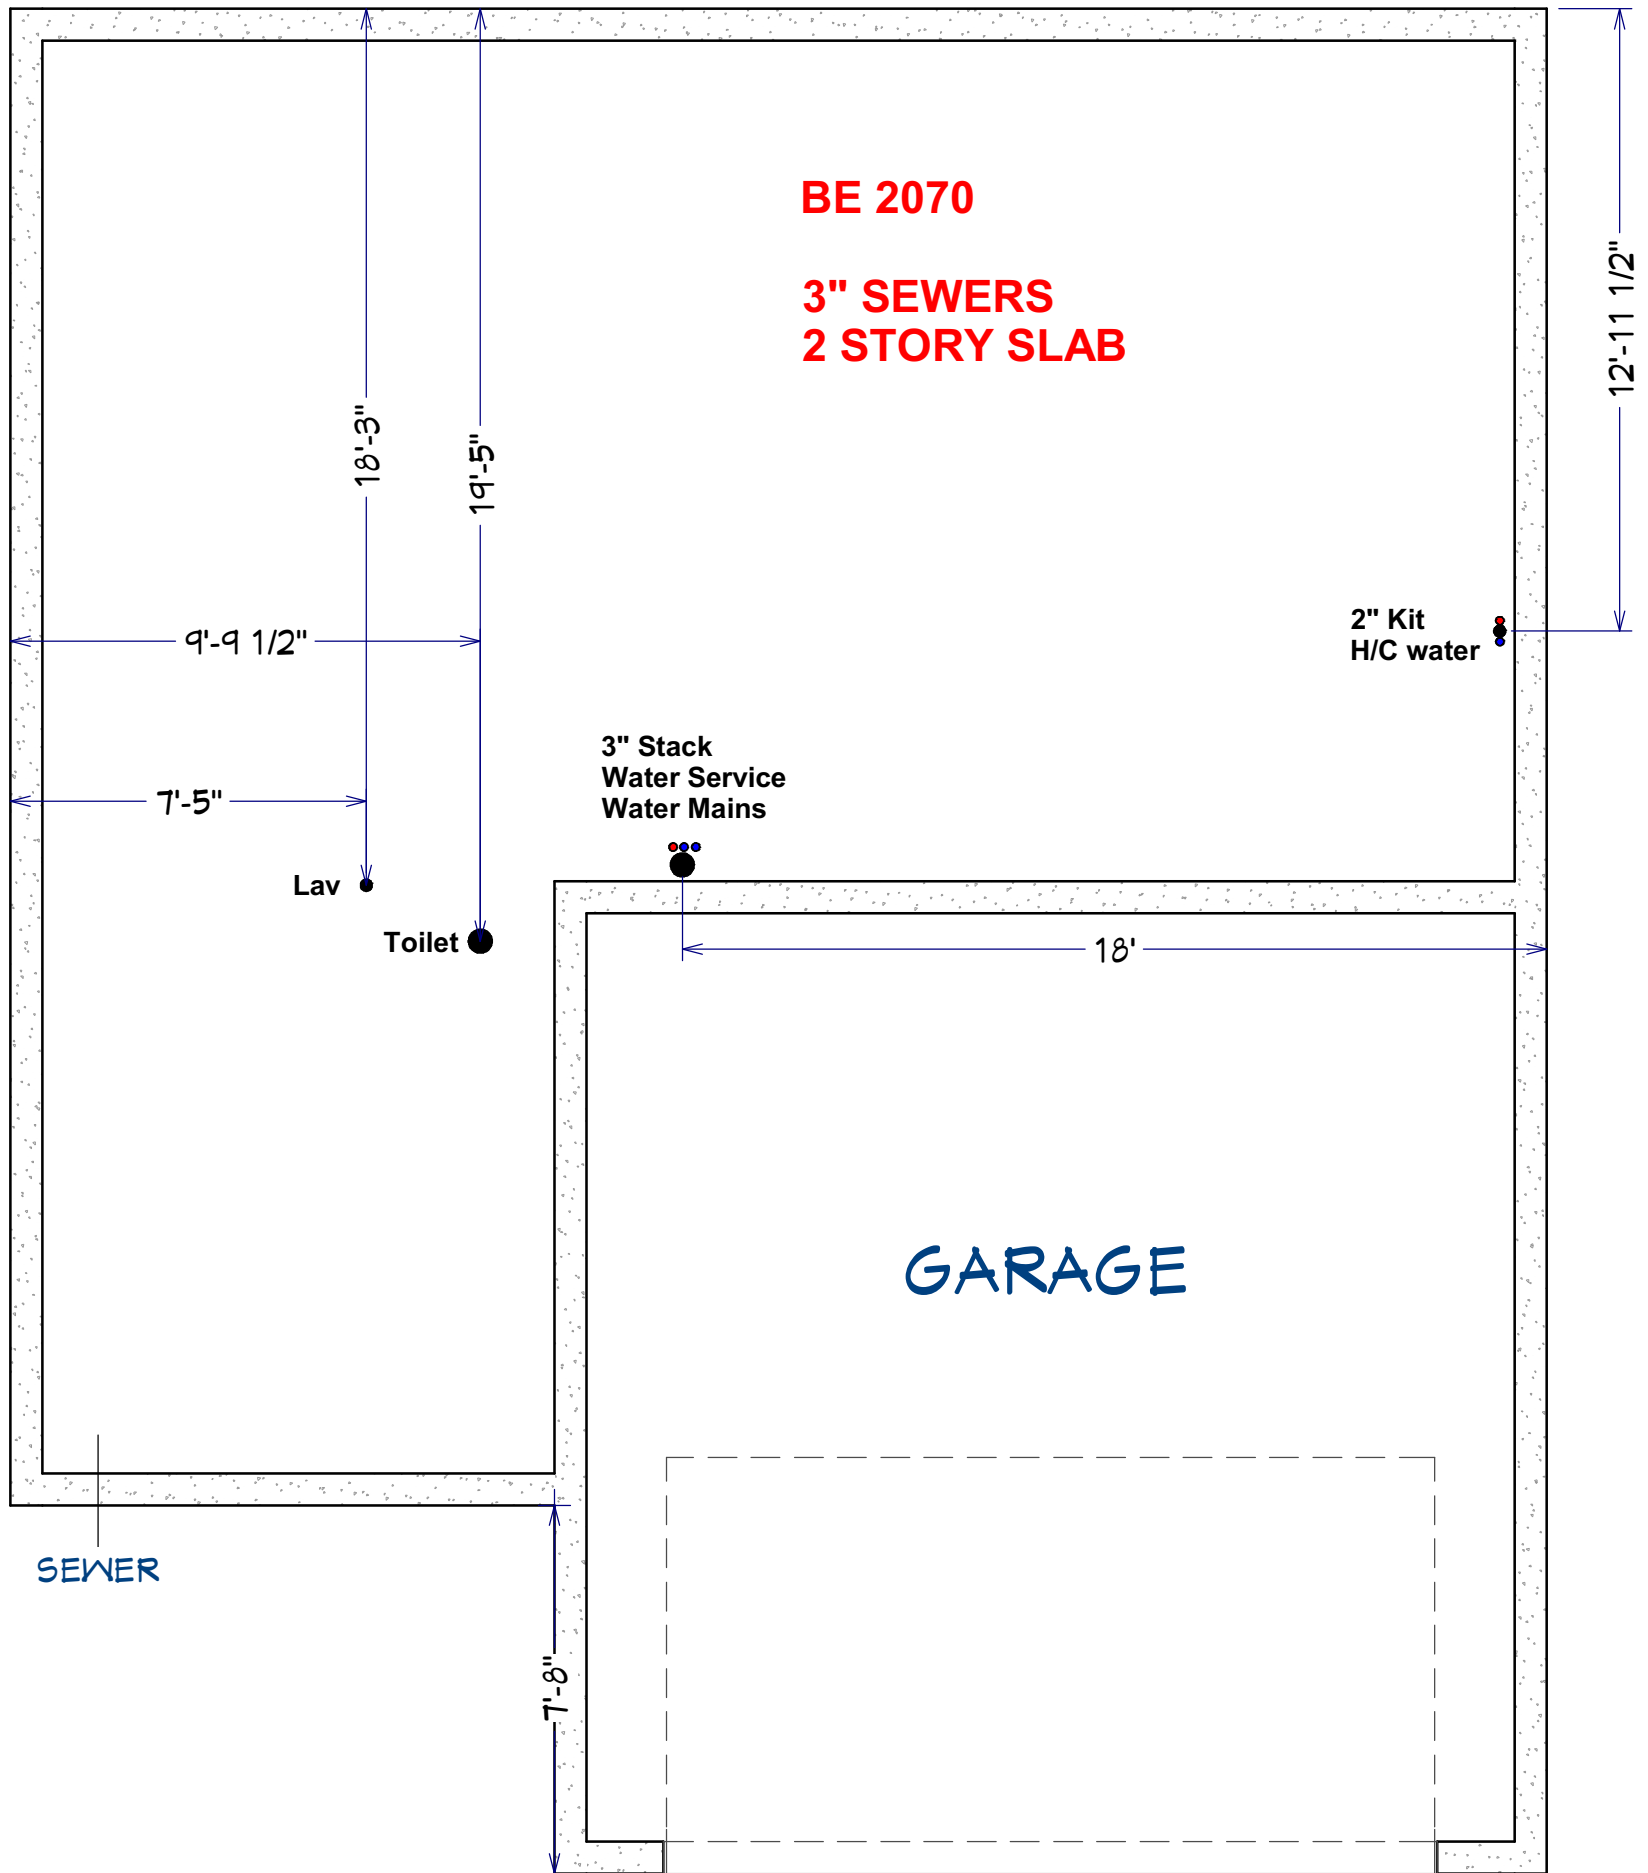 BE 2070
3" SEWERS
2 STORY SLAB
12'-11 1/2"
18'-3"
19'-5"
9'-9 1/2"
2" Kit
H/C water
3" Stack
Water Service
Water Mains
7'-5"
Lav
Toilet
18'
GARAGE
SEWER
7'-8"